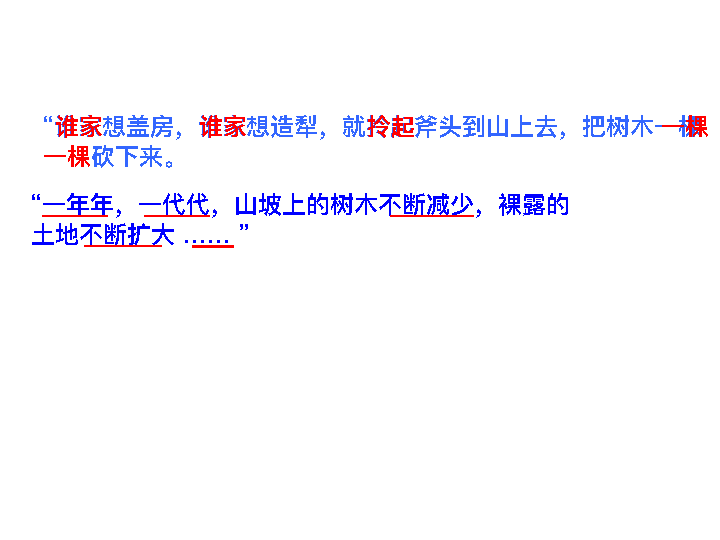 “谁家想盖房，谁家想造犁，就拎起斧头到山上去，把树木一棵
一棵砍下来。
“一年年，一代代，山坡上的树木不断减少，裸露的
土地不断扩大 …… ”